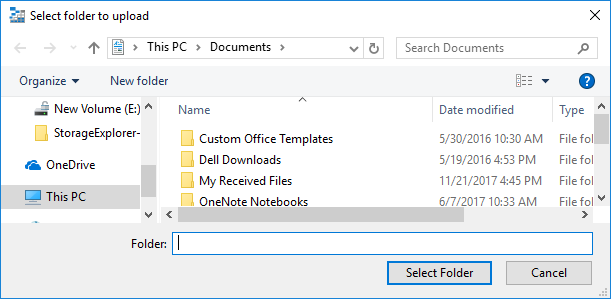 Select folder to upload
This PC > Documents >
Search Documents
Organize New folder
New Volume (E:)
StorageExplorer-
OneDrive
This PC
Name Date modified Type
Custom Office Templates 5/30/2016 10:30 AM File fol
Dell Downloads 5/19/2016 4:53 PM File fol
My Received Files 11/21/2017 4:45 PM File fol
OneNote Notebooks 6/7/2017 10:33 AM File fol
Folder:
Select Folder Cancel